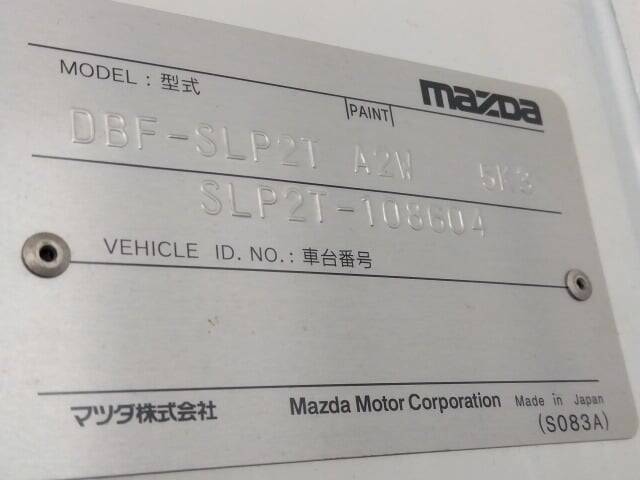 MODEL : 型式
PAINT
mazda
DBF-SLP2T A2W 5K3
SLP2T-108604
VEHICLE ID. NO. : 車台番号
マツダ株式会社 Mazda Motor Corporation Made in Japan
(S083A)